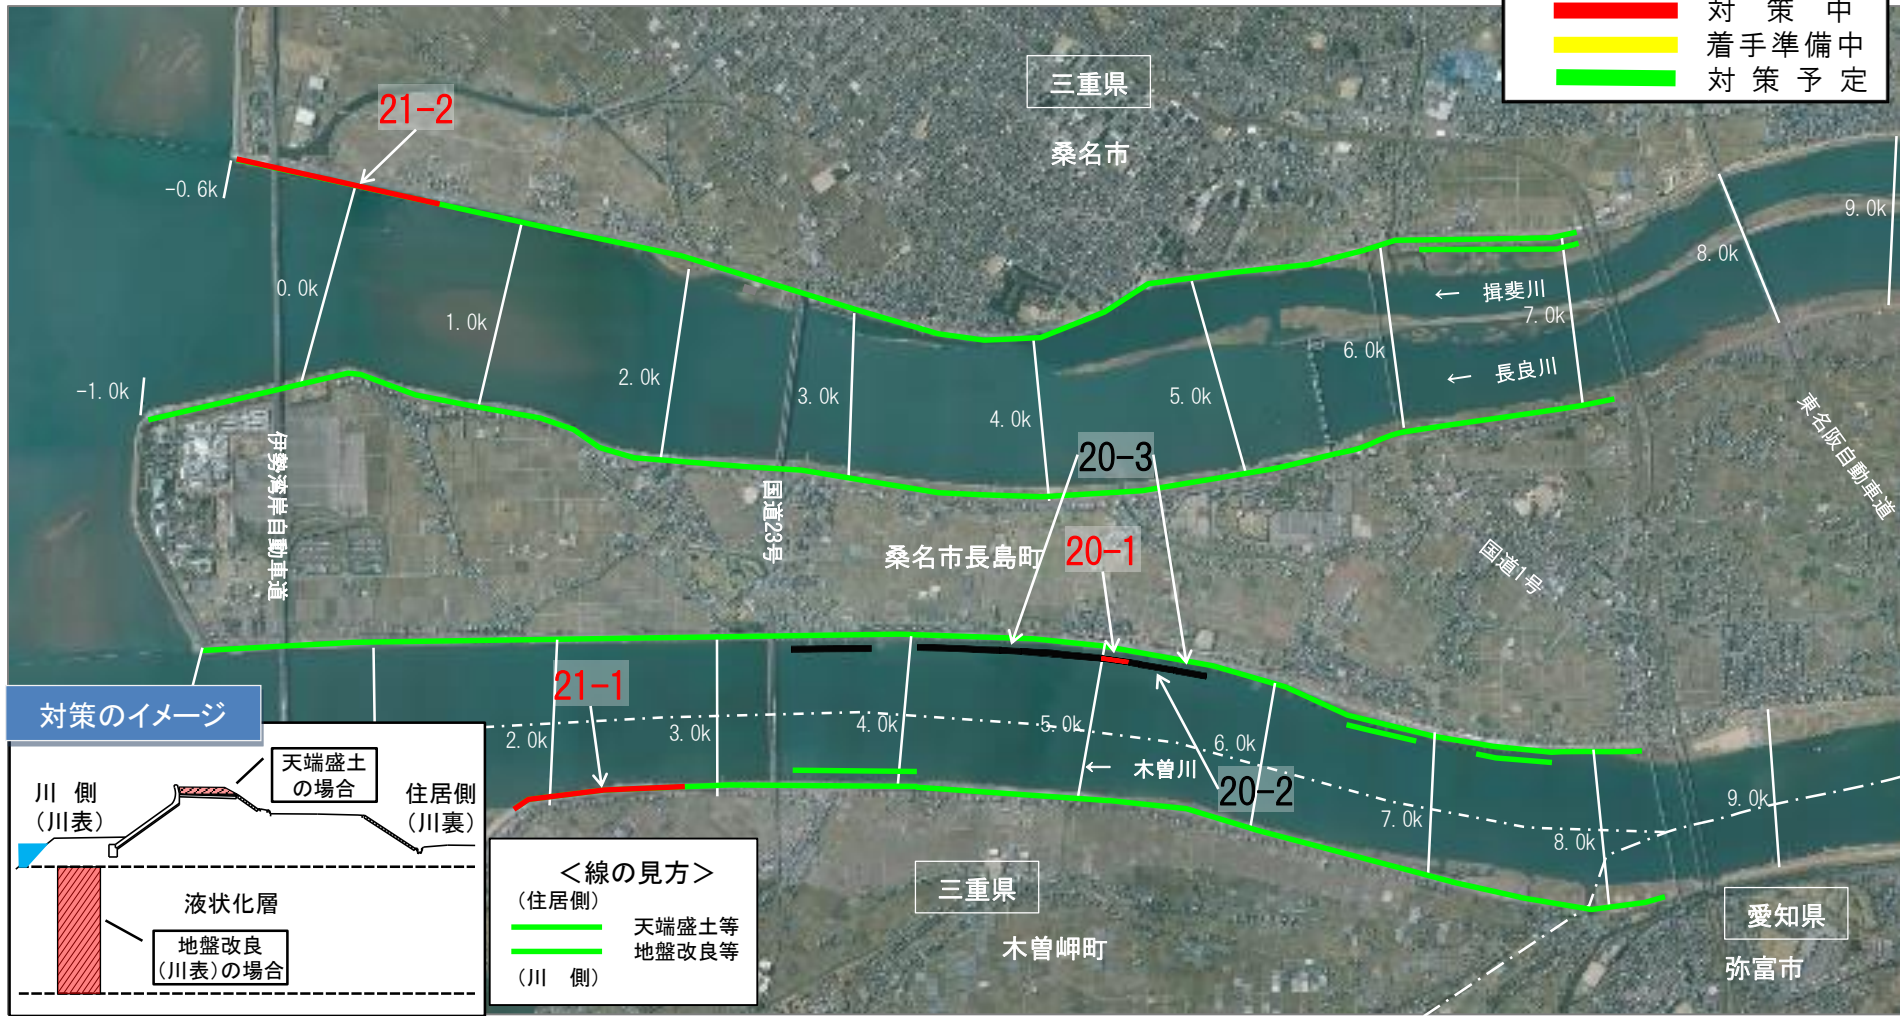 対 策 中
着手準備中
対 策 予 定
三重県
21-2
桑名市
-0.6k
9.0k
8.0k
0.0k
← 揖斐川
1.0k
7.0k
6.0k
2.0k
← 長良川
-1.0k
3.0k
5.0k
4.0k
東名阪自動車道
伊勢湾岸自動車道
国道23号
20-3
20-1
桑名市長島町
国道1号
21-1
対策のイメージ
2.0k
3.0k
4.0k
5.0k
6.0k
← 木曽川
20-2
7.0k
8.0k
9.0k
天端盛土
の場合
川 側
(川表)
住居側
(川裏)
液状化層
地盤改良
(川表)の場合
<線の見方>
(住居側)
天端盛土等
地盤改良等
(川 側)
三重県
木曽岬町
愛知県
弥富市